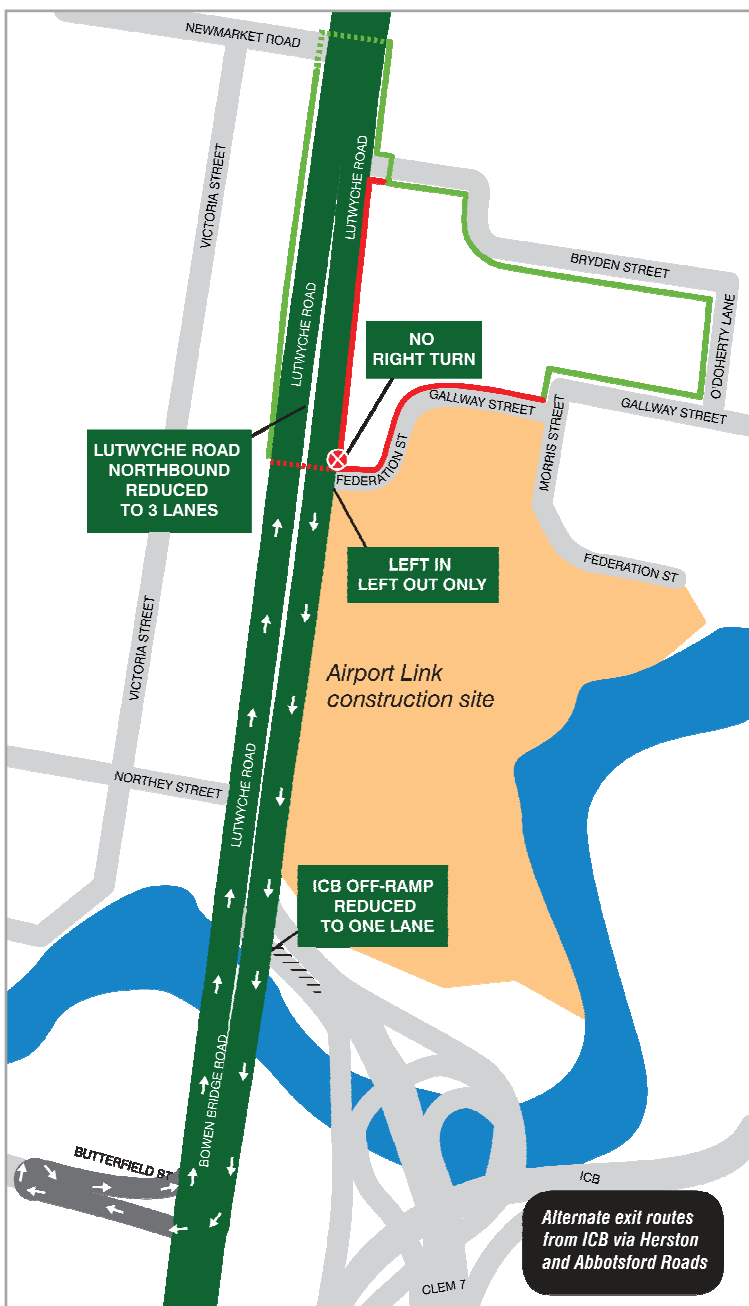 NEWMARKET ROAD
VICTORIA STREET
LUTWYCHE ROAD
BRYDEN STREET
O'DOHERTY LANE
LUTWYCHE ROAD
NO
RIGHT TURN
GALLWAY STREET
GALLWAY STREET
MORRIS STREET
LUTWYCHE ROAD
NORTHBOUND
REDUCED
TO 3 LANES
FEDERATION ST
LEFT IN
LEFT OUT ONLY
FEDERATION ST
VICTORIA STREET
Airport Link
construction site
NORTHEY STREET
LUTWYCHE ROAD
ICB OFF-RAMP
REDUCED
TO ONE LANE
BOWEN BRIDGE ROAD
BUTTERFIELD ST
ICB
Alternate exit routes
from ICB via Herston
and Abbotsford Roads
CLEM 7